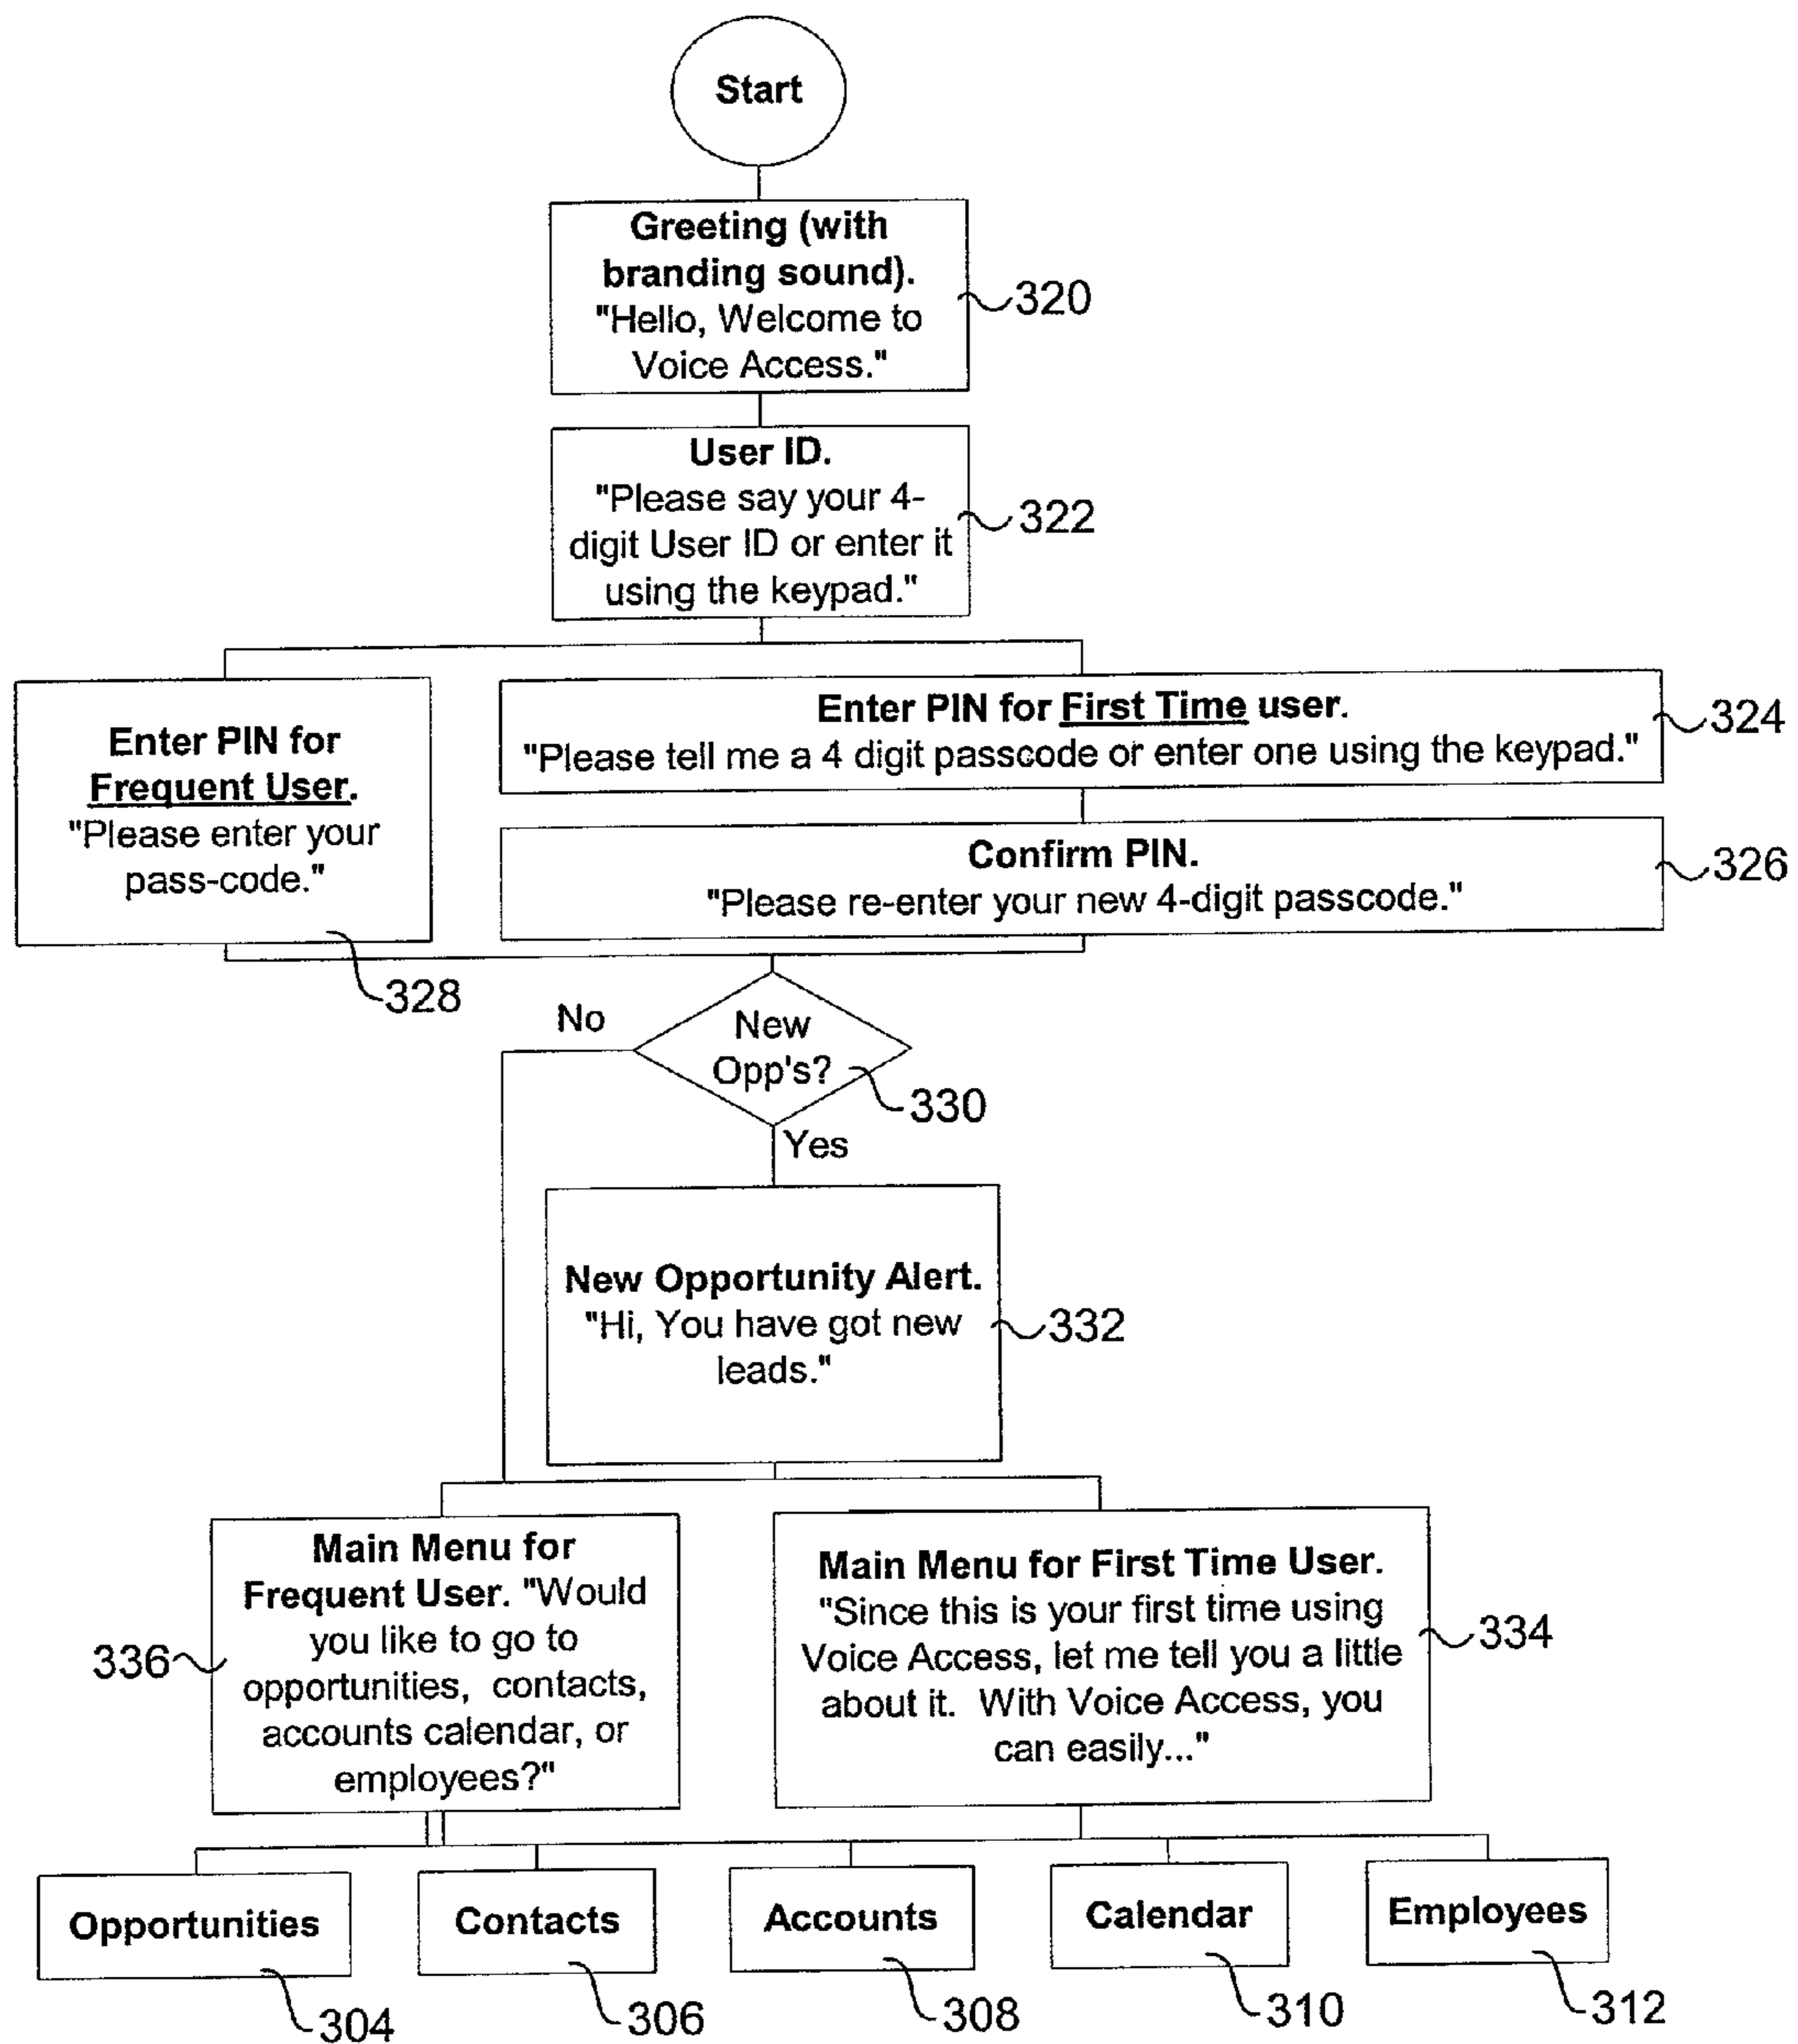 Start
Greeting (with
branding sound).
"Hello, Welcome to
Voice Access."
320
User ID.
"Please say your 4-
digit User ID or enter it
using the keypad."
322
Enter PIN for
Frequent User.
"Please enter your
pass-code."
328
Enter PIN for First Time user.
"Please tell me a 4 digit passcode or enter one using the keypad."
324
Confirm PIN.
"Please re-enter your new 4-digit passcode."
326
No
New
Opp's?
330
Yes
New Opportunity Alert.
"Hi, You have got new
leads."
332
Main Menu for
Frequent User. "Would
you like to go to
opportunities, contacts,
accounts calendar, or
employees?"
336
Main Menu for First Time User.
"Since this is your first time using
Voice Access, let me tell you a little
about it. With Voice Access, you
can easily..."
334
Opportunities
304
Contacts
306
Accounts
308
Calendar
310
Employees
312